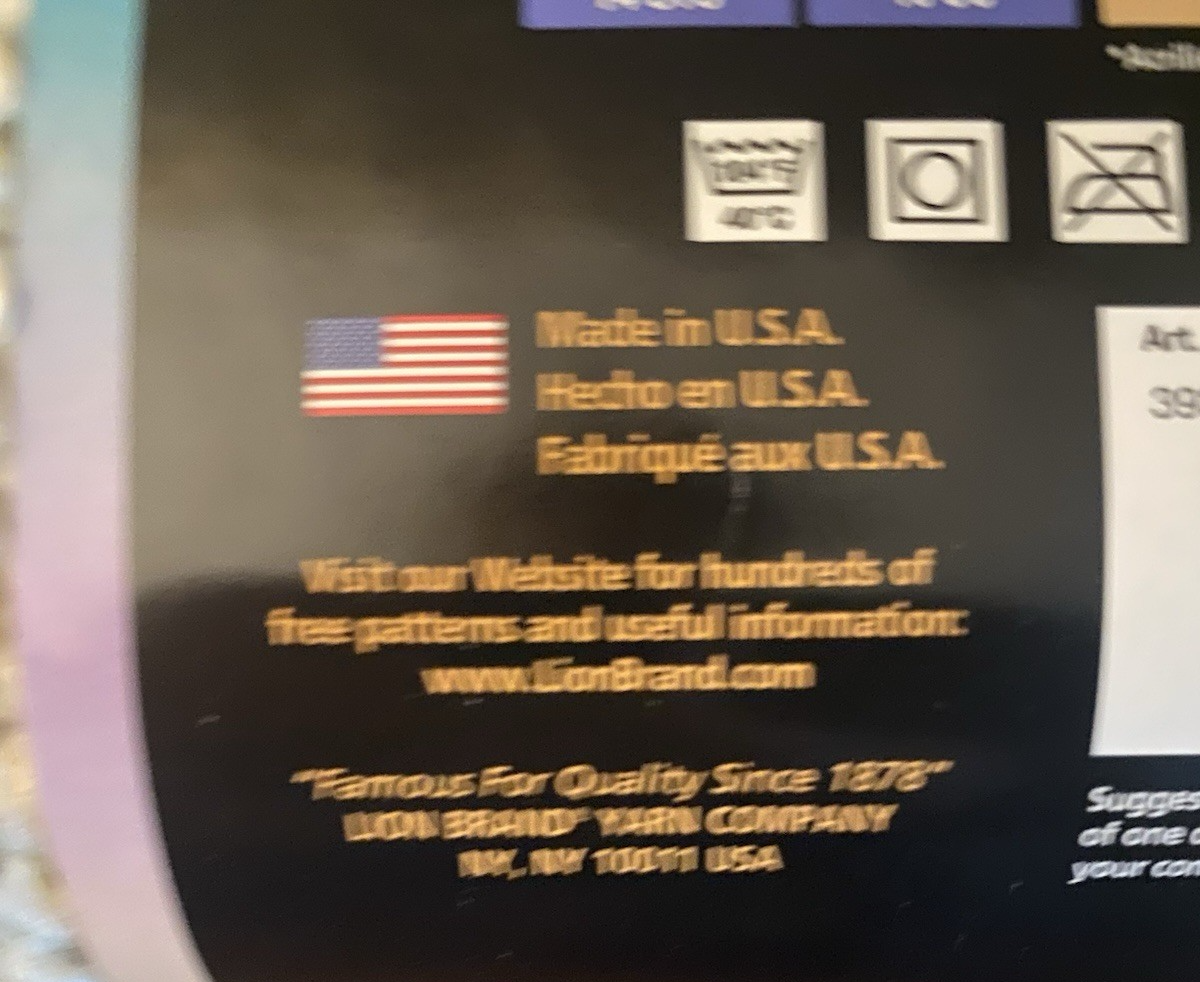 104°F
40°C
Made in U.S.A.
Hecho en U.S.A.
Fabriqué aux U.S.A.
Art.
39
Visit our Website for hundreds of
free patterns and useful information:
www.LionBrand.com
"Famous For Quality Since 1878"
LION BRAND® YARN COMPANY
NY, NY 10011 USA
of one
your